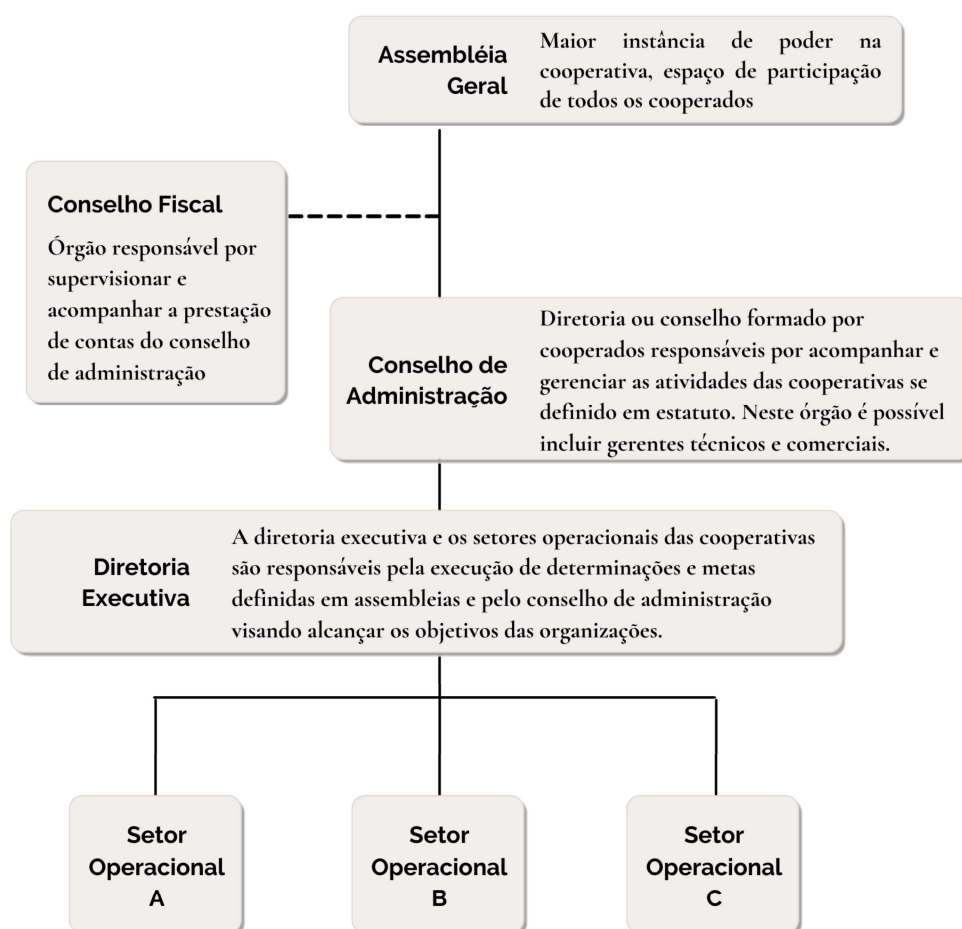 Assembléia
Geral
Maior instância de poder na
cooperativa, espaço de participação
de todos os cooperados
Conselho Fiscal
Órgão responsável por
supervisionar e
acompanhar a prestação
de contas do conselho
de administração
Conselho de
Administração
Diretoria ou conselho formado por
cooperados responsáveis por acompanhar e
gerenciar as atividades das cooperativas se
definido em estatuto. Neste órgão é possível
incluir gerentes técnicos e comerciais.
Diretoria
Executiva
A diretoria executiva e os setores operacionais das cooperativas
são responsáveis pela execução de determinações e metas
definidas em assembleias e pelo conselho de administração
visando alcançar os objetivos das organizações.
Setor
Operacional
A
Setor
Operacional
B
Setor
Operacional
C